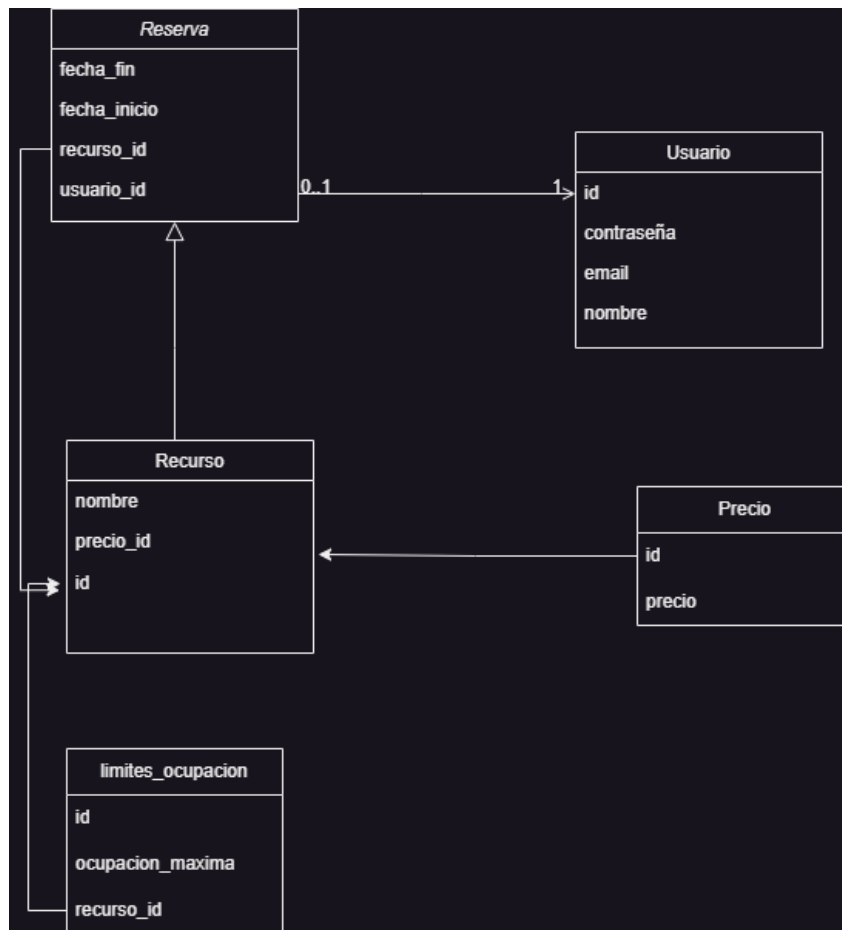 Reserva
fecha_fin
fecha_inicio
recurso_id
usuario_id
0..1
1
Usuario
id
contraseña
email
nombre
Recurso
nombre
precio_id
id
Precio
id
precio
limites_ocupacion
id
ocupacion_maxima
recurso_id